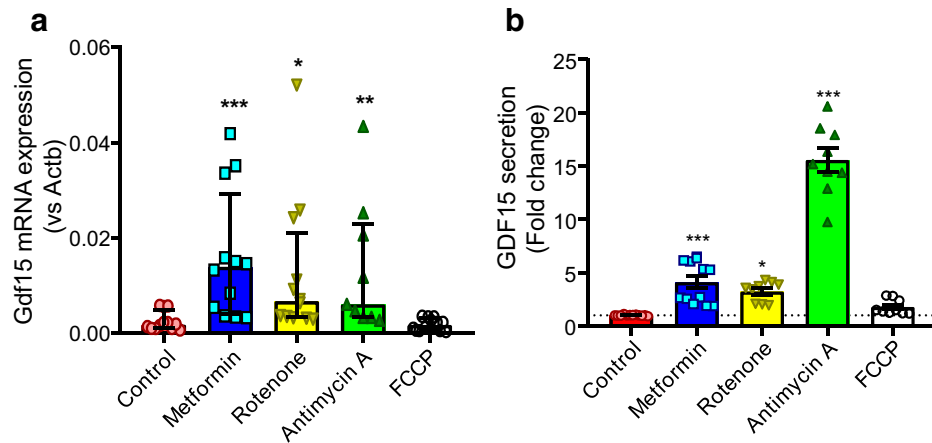 a
Gdf15 mRNA expression
(vs Actb)
0.06
0.04
0.02
0.00
***
*
**
Control
Metformin
Rotenone
Antimycin A
FCCP
b
GDF15 secretion
(Fold change)
25
20
15
10
5
0
***
*
***
Control
Metformin
Rotenone
Antimycin A
FCCP